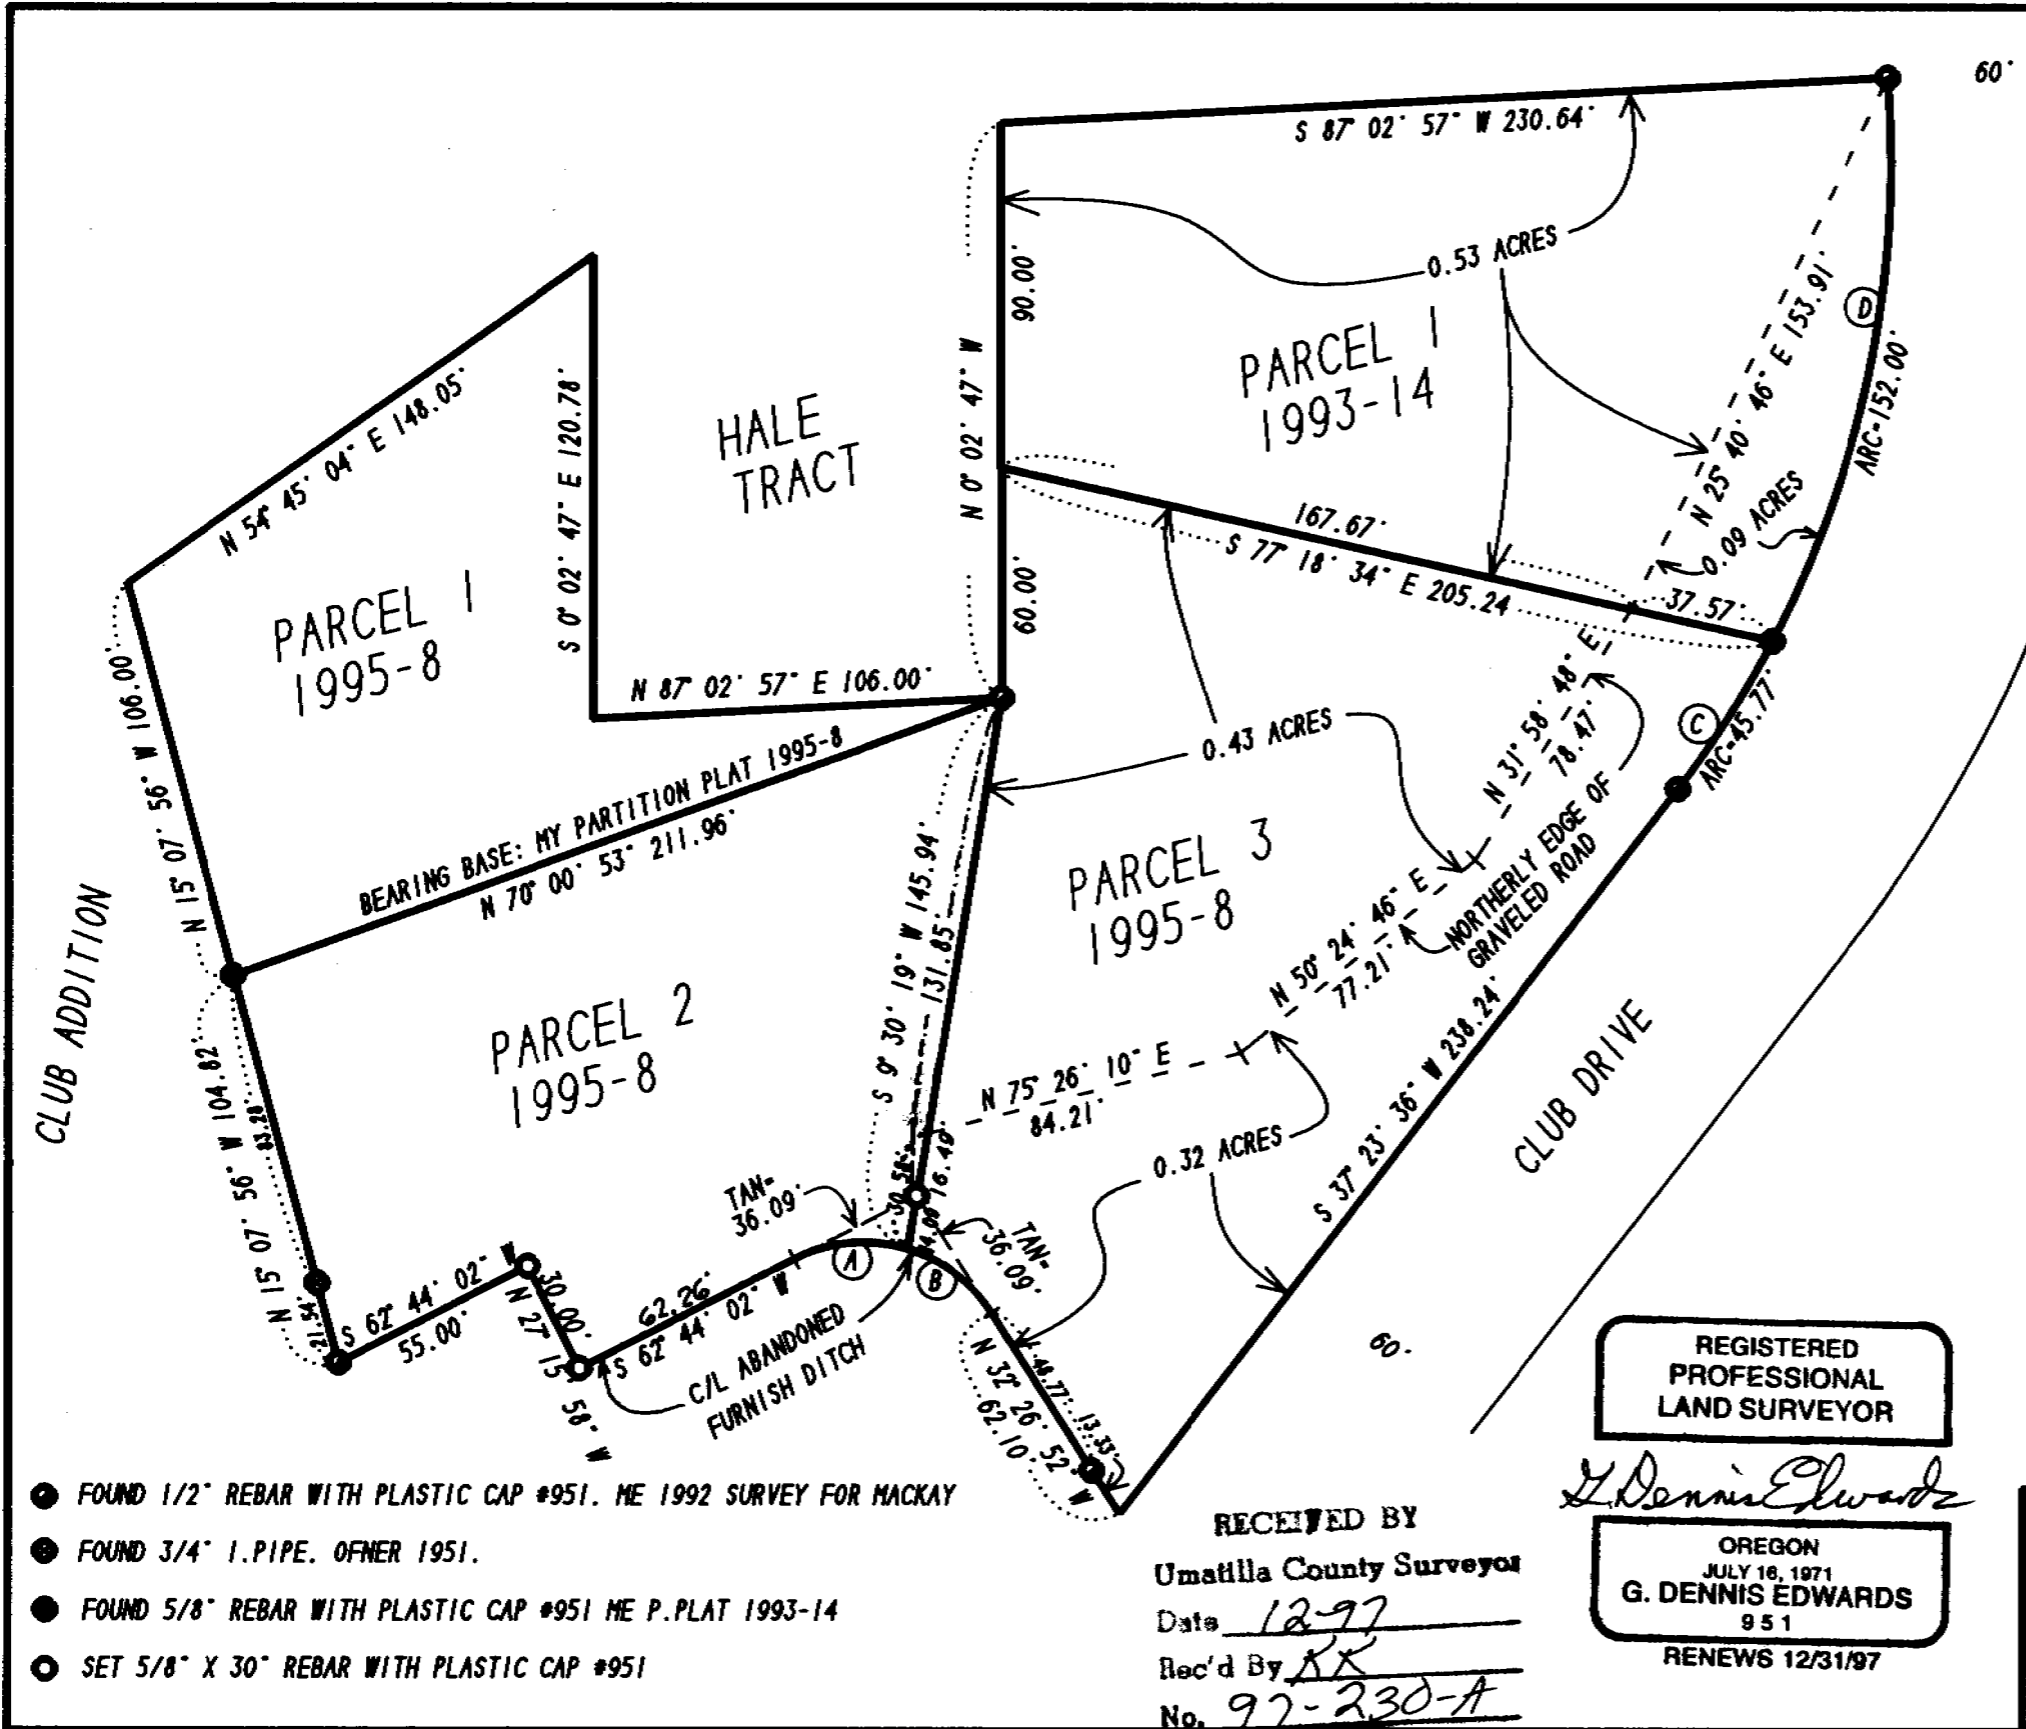 60'
S 87° 02' 57" W 230.64'
90.00'
0.53 ACRES
N 25° 40' 46" E 153.91'
D
ARC=152.00'
PARCEL 1
1993-14
N 54° 45' 04" E 148.05'
S 0° 02' 47" E 120.78'
HALE
TRACT
N 0° 02' 47" W
167.67'
S 77° 18' 34" E 205.24
0.09 ACRES
37.57'
60.00'
PARCEL 1
1995-8
N 15° 07' 56" W 106.00'
N 87° 02' 57" E 106.00'
BEARING BASE: MY PARTITION PLAT 1995-8
N 70° 00' 53" 211.96'
0.43 ACRES
N 31° 58' 48" E
78.47'
C
ARC=45.77'
S 9° 30' 19" W 145.94'
131.85'
PARCEL 3
1995-8
N 50° 24' 46" E
77.21'
NORTHERLY EDGE OF
GRAVELED ROAD
S 37° 23' 36" W 238.24'
CLUB ADDITION
PARCEL 2
1995-8
N 75° 26' 10" E
84.21'
CLUB DRIVE
N 15° 07' 56" W 104.82'
83.28
21.54'
0.32 ACRES
TAN=
36.09'
30.58'
16.49'
14.09'
TAN=
36.09'
A
B
S 62° 44' 02" W
55.00'
30.00'
N 27° 15' 58" W
62.26'
S 62° 44' 02" W
C/L ABANDONED
FURNISH DITCH
48.77'
13.33'
N 32° 26' 52" W
62.10'
60'
FOUND 1/2" REBAR WITH PLASTIC CAP #951. ME 1992 SURVEY FOR MACKAY
FOUND 3/4" I.PIPE. OFNER 1951.
FOUND 5/8" REBAR WITH PLASTIC CAP #951 ME P.PLAT 1993-14
SET 5/8" X 30" REBAR WITH PLASTIC CAP #951
RECEIVED BY
Umatilla County Surveyor
Date 12-97
Rec'd By KK
No. 97-230-A
REGISTERED
PROFESSIONAL
LAND SURVEYOR
G. Dennis Edwards
OREGON
JULY 16, 1971
G. DENNIS EDWARDS
951
RENEWS 12/31/97